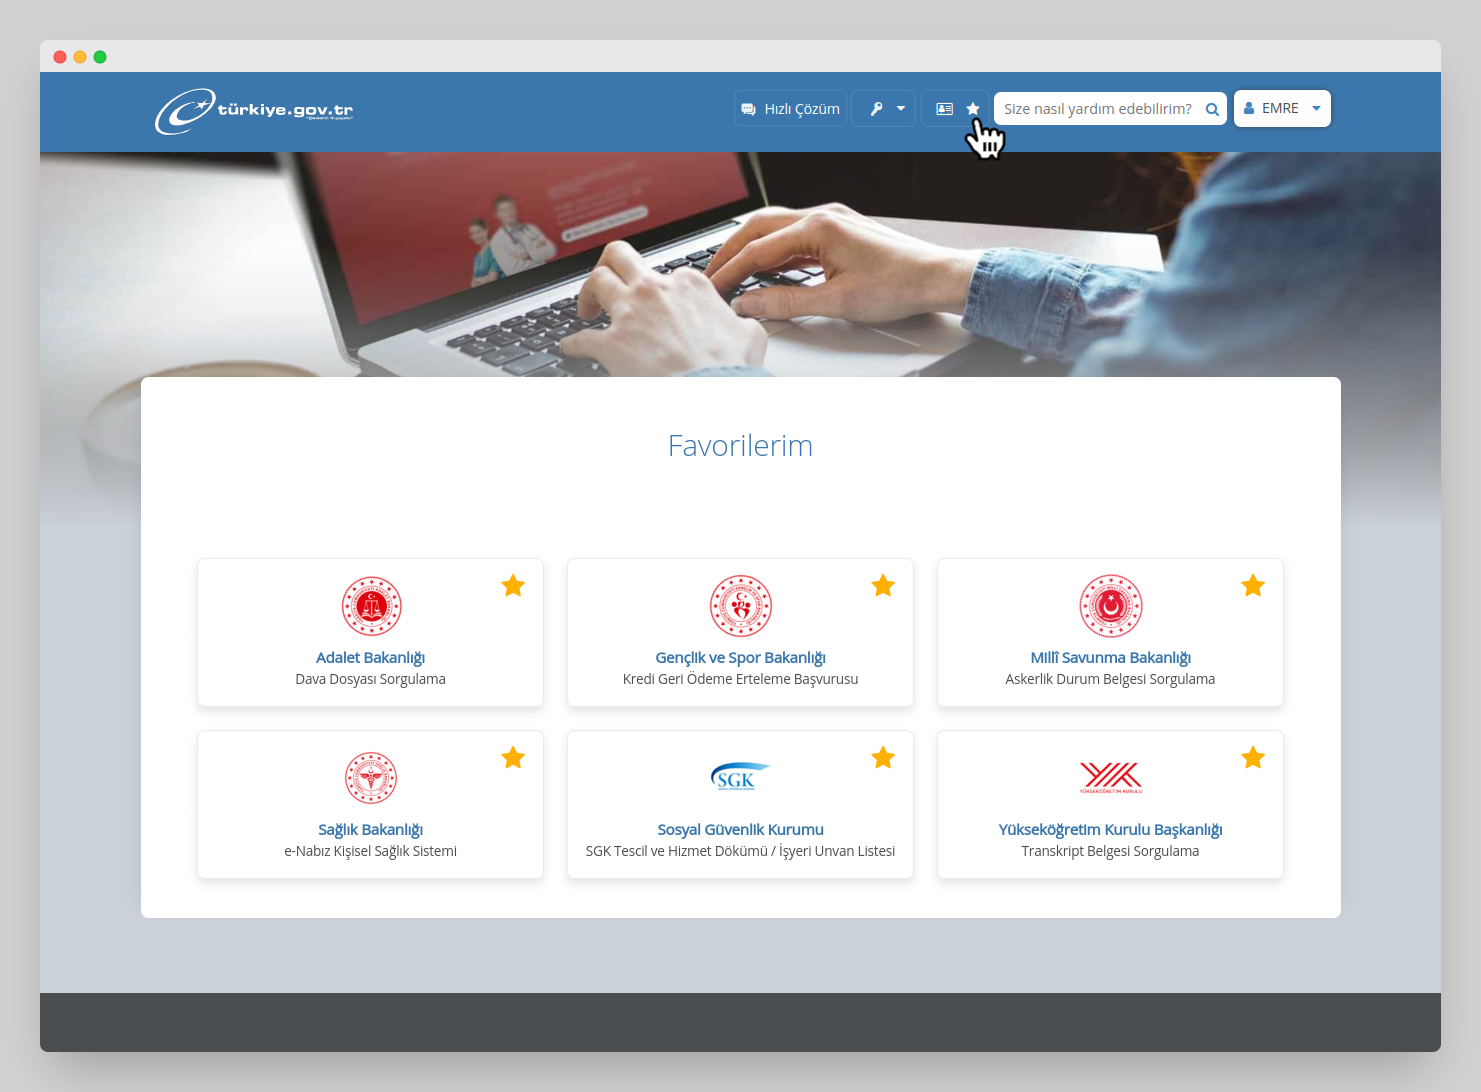 türkiye.gov.tr
Hızlı Çözüm
Size nasıl yardım edebilirim?
EMRE
Favorilerim
Adalet Bakanlığı
Dava Dosyası Sorgulama
Gençlik ve Spor Bakanlığı
Kredi Geri Ödeme Erteleme Başvurusu
Millî Savunma Bakanlığı
Askerlik Durum Belgesi Sorgulama
Sağlık Bakanlığı
e-Nabız Kişisel Sağlık Sistemi
SGK
Sosyal Güvenlik Kurumu
SGK Tescil ve Hizmet Dökümü / İşyeri Unvan Listesi
YÜKSEKÖĞRETİM KURULU
Yükseköğretim Kurulu Başkanlığı
Transkript Belgesi Sorgulama